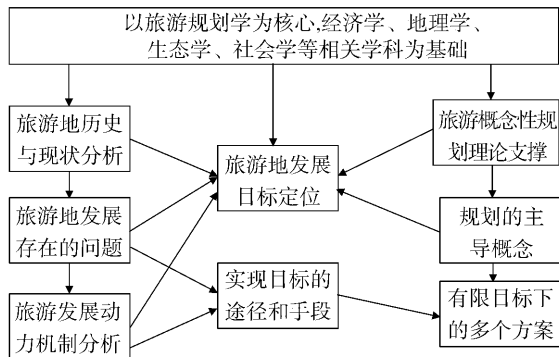 以旅游规划学为核心,经济学、地理学、
生态学、社会学等相关学科为基础
旅游地历史
与现状分析
旅游地发展
目标定位
旅游概念性规
划理论支撑
旅游地发展
存在的问题
规划的主
导概念
实现目标的
途径和手段
旅游发展动
力机制分析
有限目标下
的多个方案